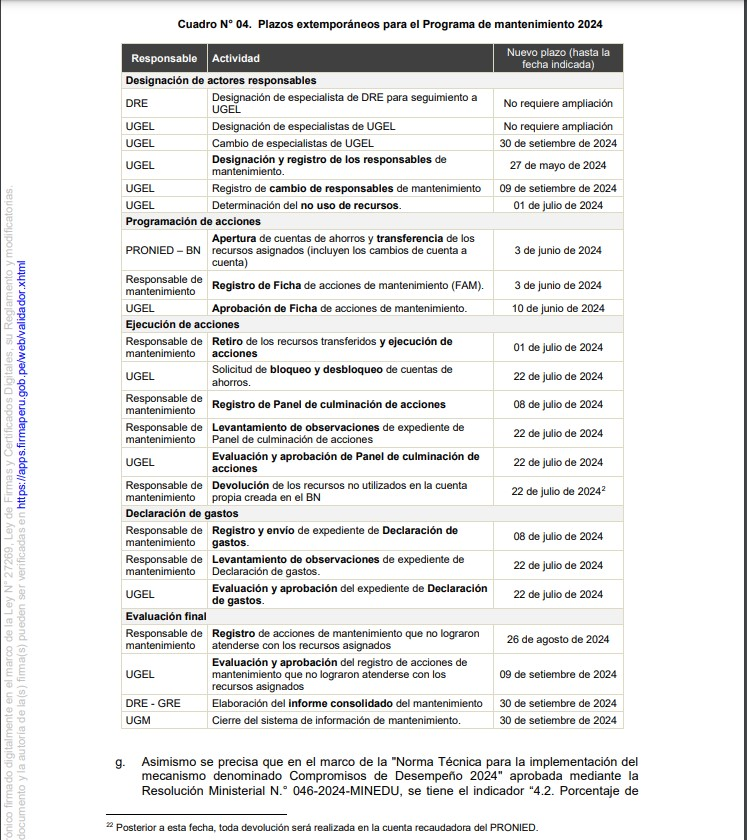 Cuadro N° 04. Plazos extemporáneos para el Programa de mantenimiento 2024
Responsable
Actividad
Nuevo plazo (hasta la
fecha indicada)
Designación de actores responsables
DRE
Designación de especialista de DRE para seguimiento a
UGEL
No requiere ampliación
UGEL
Designación de especialistas de UGEL
No requiere ampliación
UGEL
Cambio de especialistas de UGEL
30 de setiembre de 2024
UGEL
Designación y registro de los responsables de
mantenimiento.
27 de mayo de 2024
UGEL
Registro de cambio de responsables de mantenimiento
09 de setiembre de 2024
UGEL
Determinación del no uso de recursos.
01 de julio de 2024
Programación de acciones
PRONIED – BN
Apertura de cuentas de ahorros y transferencia de los
recursos asignados (incluyen los cambios de cuenta a
cuenta)
3 de junio de 2024
Responsable de
mantenimiento
Registro de Ficha de acciones de mantenimiento (FAM).
3 de junio de 2024
UGEL
Aprobación de Ficha de acciones de mantenimiento.
10 de junio de 2024
Ejecución de acciones
Responsable de
mantenimiento
Retiro de los recursos transferidos y ejecución de
acciones
01 de julio de 2024
UGEL
Solicitud de bloqueo y desbloqueo de cuentas de
ahorros.
22 de julio de 2024
Responsable de
mantenimiento
Registro de Panel de culminación de acciones
08 de julio de 2024
Responsable de
mantenimiento
Levantamiento de observaciones de expediente de
Panel de culminación de acciones
22 de julio de 2024
UGEL
Evaluación y aprobación de Panel de culminación de
acciones
22 de julio de 2024
Responsable de
mantenimiento
Devolución de los recursos no utilizados en la cuenta
propia creada en el BN
22 de julio de 2024²
Declaración de gastos
Responsable de
mantenimiento
Registro y envío de expediente de Declaración de
gastos.
08 de julio de 2024
Responsable de
mantenimiento
Levantamiento de observaciones de expediente de
Declaración de gastos.
22 de julio de 2024
UGEL
Evaluación y aprobación del expediente de Declaración
de gastos.
22 de julio de 2024
Evaluación final
Responsable de
mantenimiento
Registro de acciones de mantenimiento que no lograron
atenderse con los recursos asignados
26 de agosto de 2024
UGEL
Evaluación y aprobación del registro de acciones de
mantenimiento que no lograron atenderse con los
recursos asignados
09 de setiembre de 2024
DRE - GRE
Elaboración del informe consolidado del mantenimiento
30 de setiembre de 2024
UGM
Cierre del sistema de información de mantenimiento.
30 de setiembre de 2024
g. Asimismo se precisa que en el marco de la "Norma Técnica para la implementación del
mecanismo denominado Compromisos de Desempeño 2024" aprobada mediante la
Resolución Ministerial N.° 046-2024-MINEDU, se tiene el indicador "4.2. Porcentaje de
²² Posterior a esta fecha, toda devolución será realizada en la cuenta recaudadora del PRONIED.
ónico firmado digitalmente en el marco de la Ley N° 27269, Ley de Firmas y Certificados Digitales, su Reglamento y modificatorias.
documento y la autoria de la(s) firma(s) pueden ser verificadas en https://apps.firmaperu.gob.pe/web/validador.xhtml